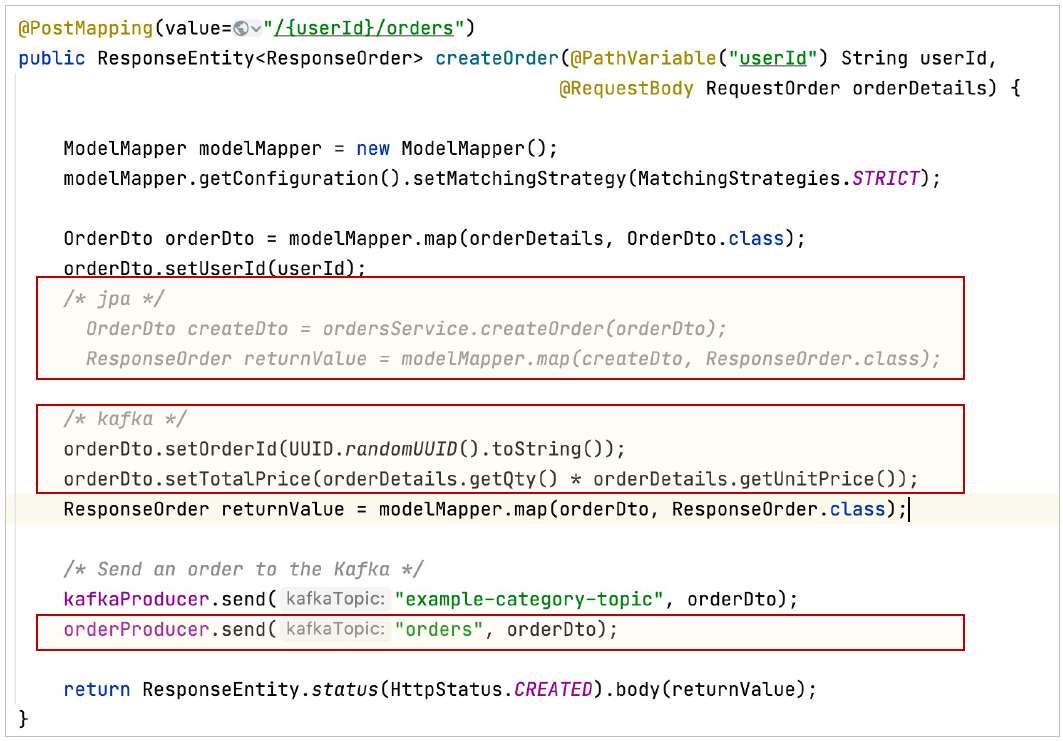 @PostMapping(value="/{userId}/orders")
public ResponseEntity<ResponseOrder> createOrder(@PathVariable("userId") String userId,
@RequestBody RequestOrder orderDetails) {
ModelMapper modelMapper = new ModelMapper();
modelMapper.getConfiguration().setMatchingStrategy(MatchingStrategies.STRICT);
OrderDto orderDto = modelMapper.map(orderDetails, OrderDto.class);
orderDto.setUserId(userId);
/* jpa */
OrderDto createDto = ordersService.createOrder(orderDto);
ResponseOrder returnValue = modelMapper.map(createDto, ResponseOrder.class);
/* kafka */
orderDto.setOrderId(UUID.randomUUID().toString());
orderDto.setTotalPrice(orderDetails.getQty() * orderDetails.getUnitPrice());
ResponseOrder returnValue = modelMapper.map(orderDto, ResponseOrder.class);
/* Send an order to the Kafka */
kafkaProducer.send( kafkaTopic: "example-category-topic", orderDto);
orderProducer.send( kafkaTopic: "orders", orderDto);
return ResponseEntity.status(HttpStatus.CREATED).body(returnValue);
}